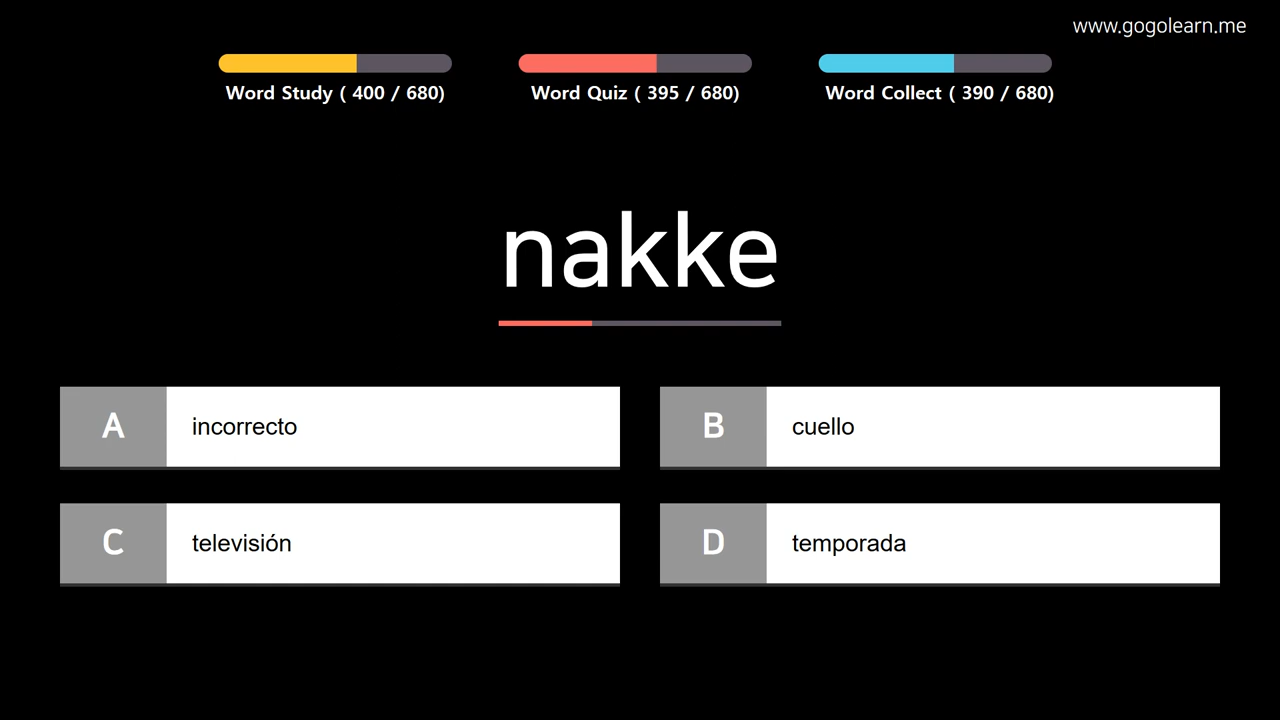 www.gogolearn.me
Word Study ( 400 / 680)
Word Quiz ( 395 / 680)
Word Collect ( 390 / 680)
nakke
A incorrecto
B cuello
C televisión
D temporada